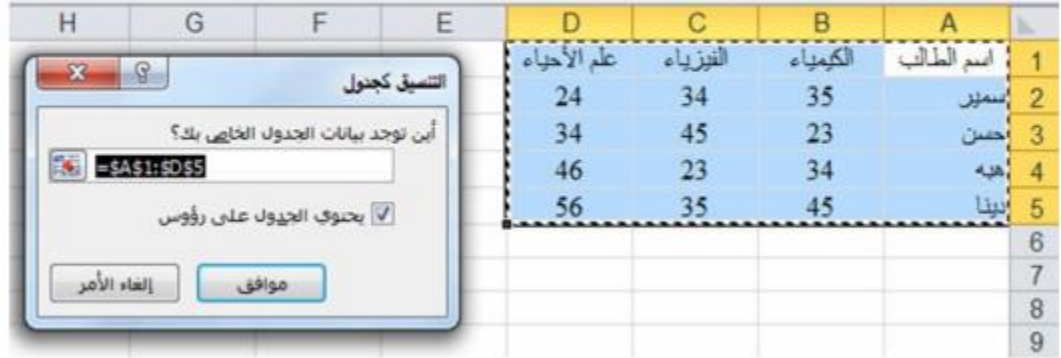 A B C D E F G H
1 اسم الطالب الكيمياء الفيزياء علم الأحياء
2 سمير 35 34 24
3 حسن 23 45 34
4 هبه 34 23 46
5 دينا 45 35 56
6
7
8
9
التنسيق كجدول
أين توجد بيانات الجدول الخاص بك؟
=$A$1:$D$5
يحتوي الجدول على رؤوس
موافق
إلغاء الأمر